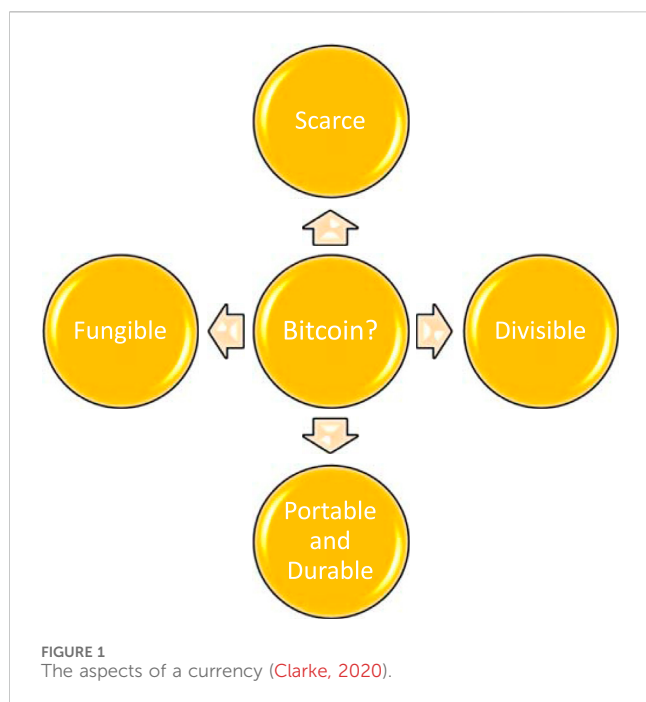 Scarce
Fungible
Bitcoin?
Divisible
Portable
and
Durable
FIGURE 1
The aspects of a currency (Clarke, 2020).